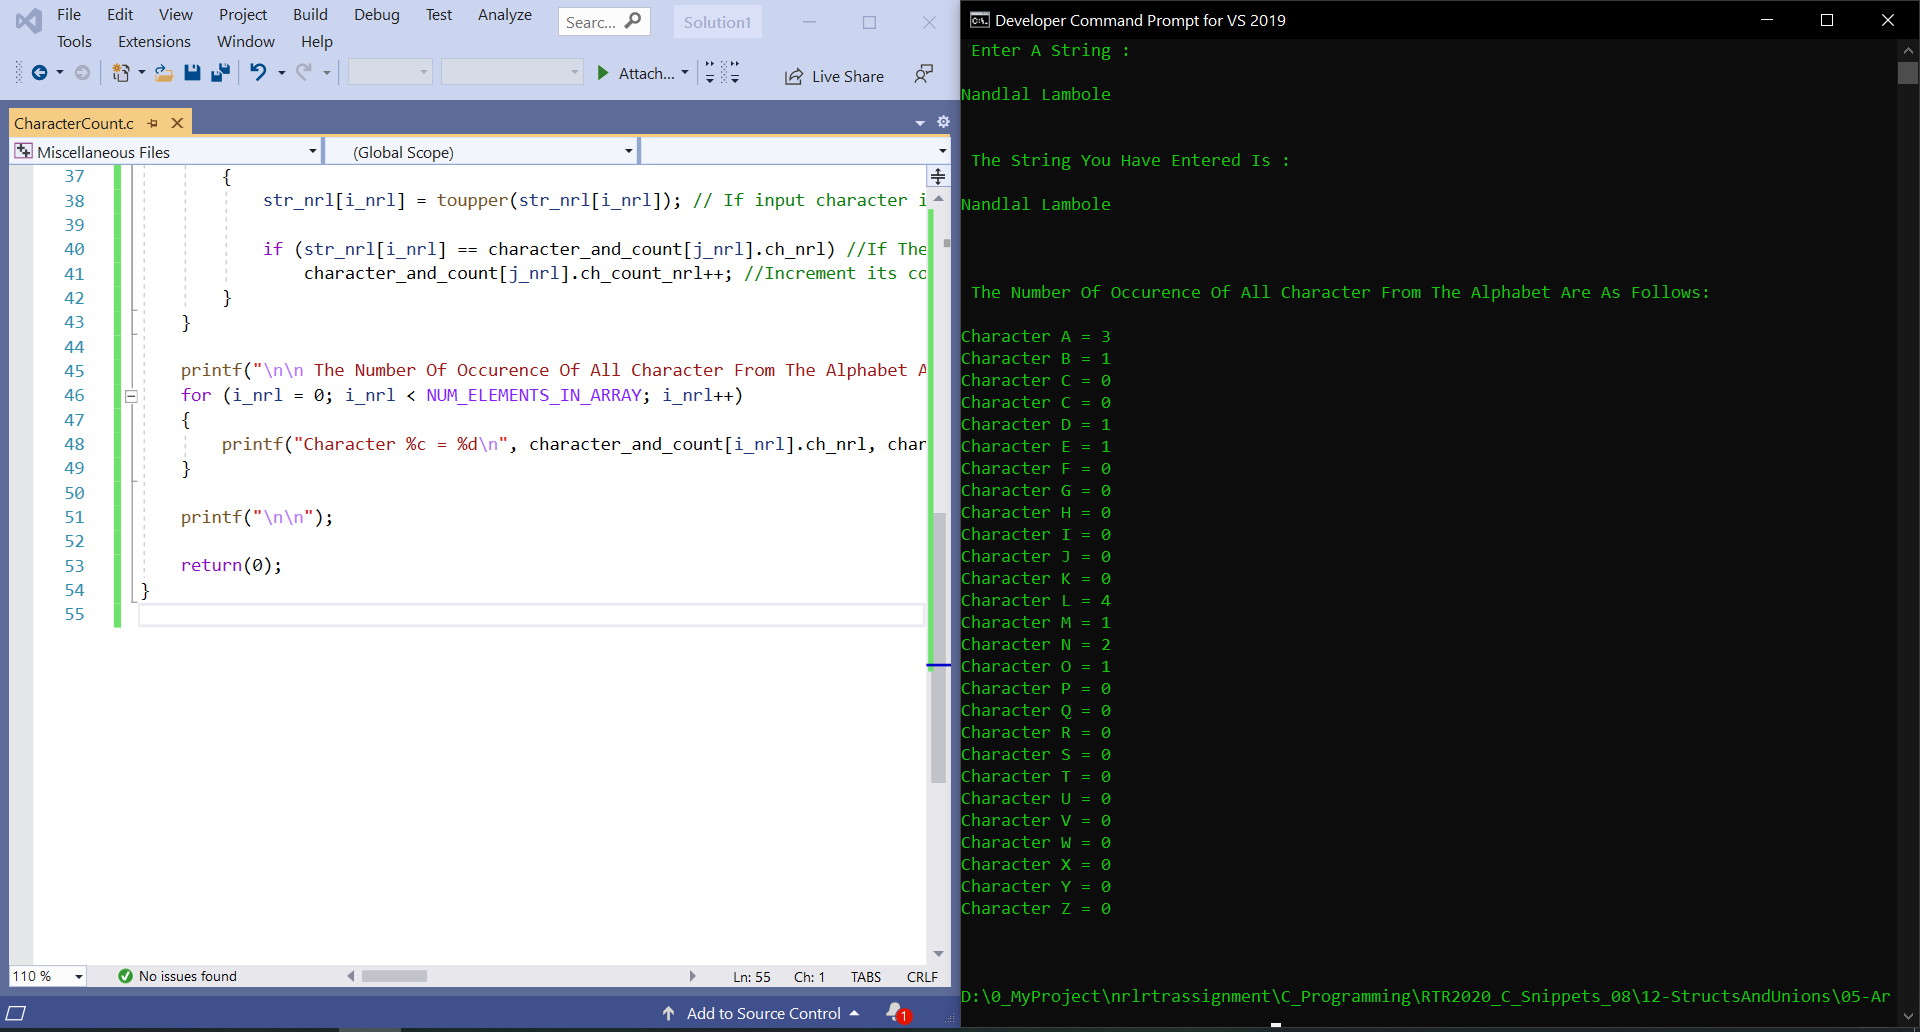 File Edit View Project Build Debug Test Analyze Searc... Solution1
Tools Extensions Window Help
Attach... Live Share
CharacterCount.c
Miscellaneous Files (Global Scope)
37 {
38 str_nrl[i_nrl] = toupper(str_nrl[i_nrl]); // If input character i
39
40 if (str_nrl[i_nrl] == character_and_count[j_nrl].ch_nrl) //If The
41 character_and_count[j_nrl].ch_count_nrl++; //Increment its co
42 }
43 }
44
45 printf("\n\n The Number Of Occurence Of All Character From The Alphabet A
46 for (i_nrl = 0; i_nrl < NUM_ELEMENTS_IN_ARRAY; i_nrl++)
47 {
48 printf("Character %c = %d\n", character_and_count[i_nrl].ch_nrl, char
49 }
50
51 printf("\n\n");
52
53 return(0);
54 }
55
110 % No issues found Ln: 55 Ch: 1 TABS CRLF
Add to Source Control 1
Developer Command Prompt for VS 2019
Enter A String :
Nandlal Lambole
The String You Have Entered Is :
Nandlal Lambole
The Number Of Occurence Of All Character From The Alphabet Are As Follows:
Character A = 3
Character B = 1
Character C = 0
Character C = 0
Character D = 1
Character E = 1
Character F = 0
Character G = 0
Character H = 0
Character I = 0
Character J = 0
Character K = 0
Character L = 4
Character M = 1
Character N = 2
Character O = 1
Character P = 0
Character Q = 0
Character R = 0
Character S = 0
Character T = 0
Character U = 0
Character V = 0
Character W = 0
Character X = 0
Character Y = 0
Character Z = 0
D:\0_MyProject\nrlrtrassignment\C_Programming\RTR2020_C_Snippets_08\12-StructsAndUnions\05-Ar